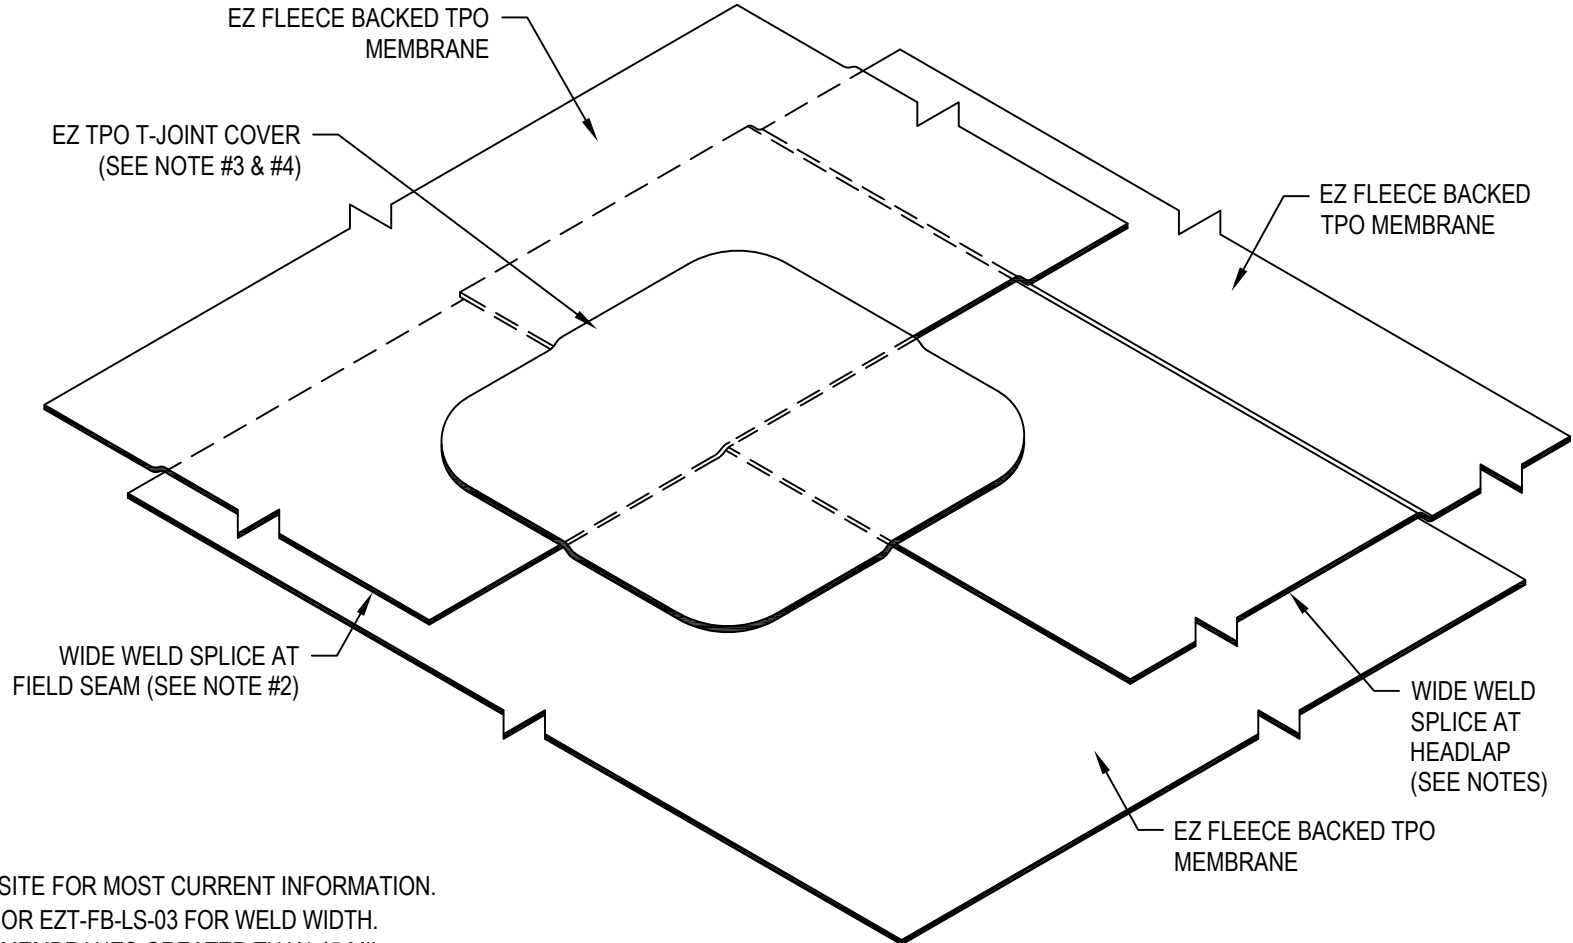 EZ FLEECE BACKED TPO
MEMBRANE
EZ TPO T-JOINT COVER
(SEE NOTE #3 & #4)
EZ FLEECE BACKED
TPO MEMBRANE
WIDE WELD SPLICE AT
FIELD SEAM (SEE NOTE #2)
WIDE WELD
SPLICE AT
HEADLAP
(SEE NOTES)
EZ FLEECE BACKED TPO
MEMBRANE
SITE FOR MOST CURRENT INFORMATION.
OR EZT-FB-LS-03 FOR WELD WIDTH.